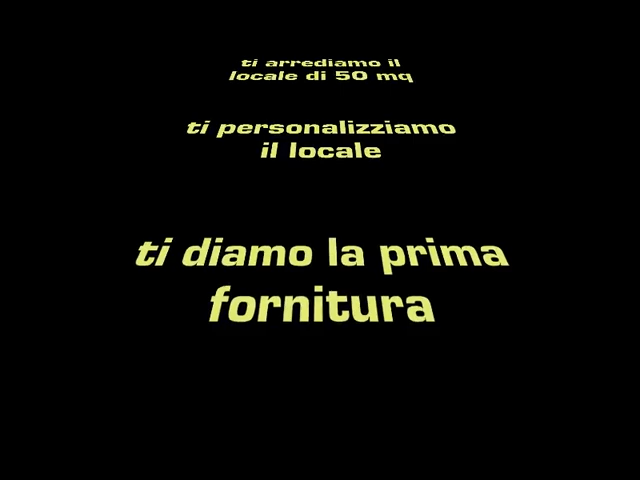 ti arrediamo il
locale di 50 mq
ti personalizziamo
il locale
ti diamo la prima
fornitura